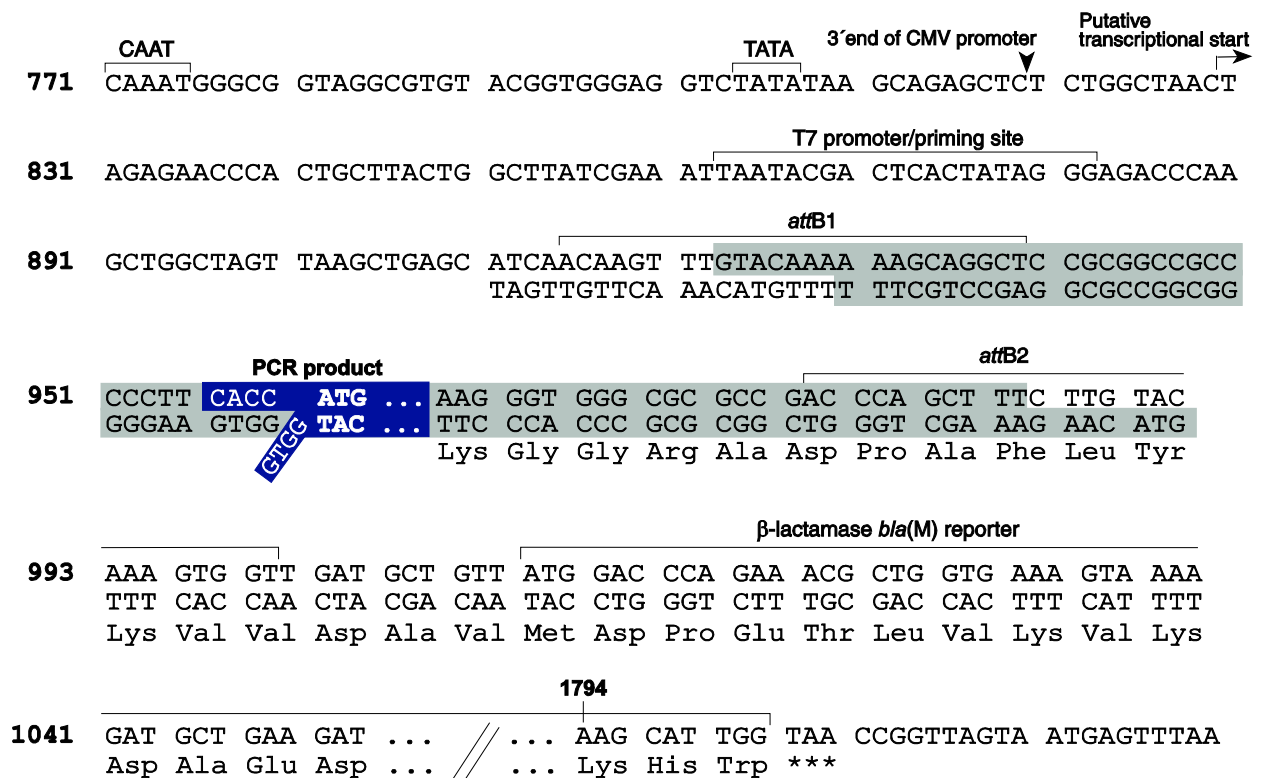 CAAT TATA 3´end of CMV promoter Putative transcriptional start
771 CAAATGGGCG GTAGGCGTGT ACGGTGGGAG GTCTATATAA GCAGAGCTCT CTGGCTAACT
T7 promoter/priming site
831 AGAGAACCCA CTGCTTACTG GCTTATCGAA ATTAATACGA CTCACTATAG GGAGACCCAA
attB1
891 GCTGGCTAGT TAAGCTGAGC ATCAACAAGT TTGTACAAAA AAGCAGGCTC CGCGGCCGCC
TAGTTGTTCA AACATGTTTT TTCGTCCGAG GCGCCGGCGG
PCR product attB2
951 CCCTT CACC ATG ... AAG GGT GGG CGC GCC GAC CCA GCT TTC TTG TAC
GGGAA GTGG TAC ... TTC CCA CCC GCG CGG CTG GGT CGA AAG AAC ATG
GTGG
Lys Gly Gly Arg Ala Asp Pro Ala Phe Leu Tyr
β-lactamase bla(M) reporter
993 AAA GTG GTT GAT GCT GTT ATG GAC CCA GAA ACG CTG GTG AAA GTA AAA
TTT CAC CAA CTA CGA CAA TAC CTG GGT CTT TGC GAC CAC TTT CAT TTT
Lys Val Val Asp Ala Val Met Asp Pro Glu Thr Leu Val Lys Val Lys
1794
1041 GAT GCT GAA GAT ... ... AAG CAT TGG TAA CCGGTTAGTA ATGAGTTTAA
Asp Ala Glu Asp ... ... Lys His Trp ***